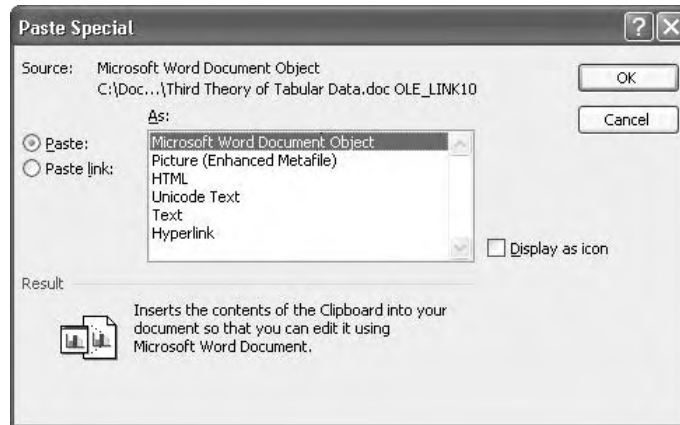 Paste Special
Source: Microsoft Word Document Object
C:\Doc...\Third Theory of Tabular Data.doc OLE_LINK10
OK
Cancel
As:
Paste:
Paste link:
Microsoft Word Document Object
Picture (Enhanced Metafile)
HTML
Unicode Text
Text
Hyperlink
Display as icon
Result
Inserts the contents of the Clipboard into your
document so that you can edit it using
Microsoft Word Document.